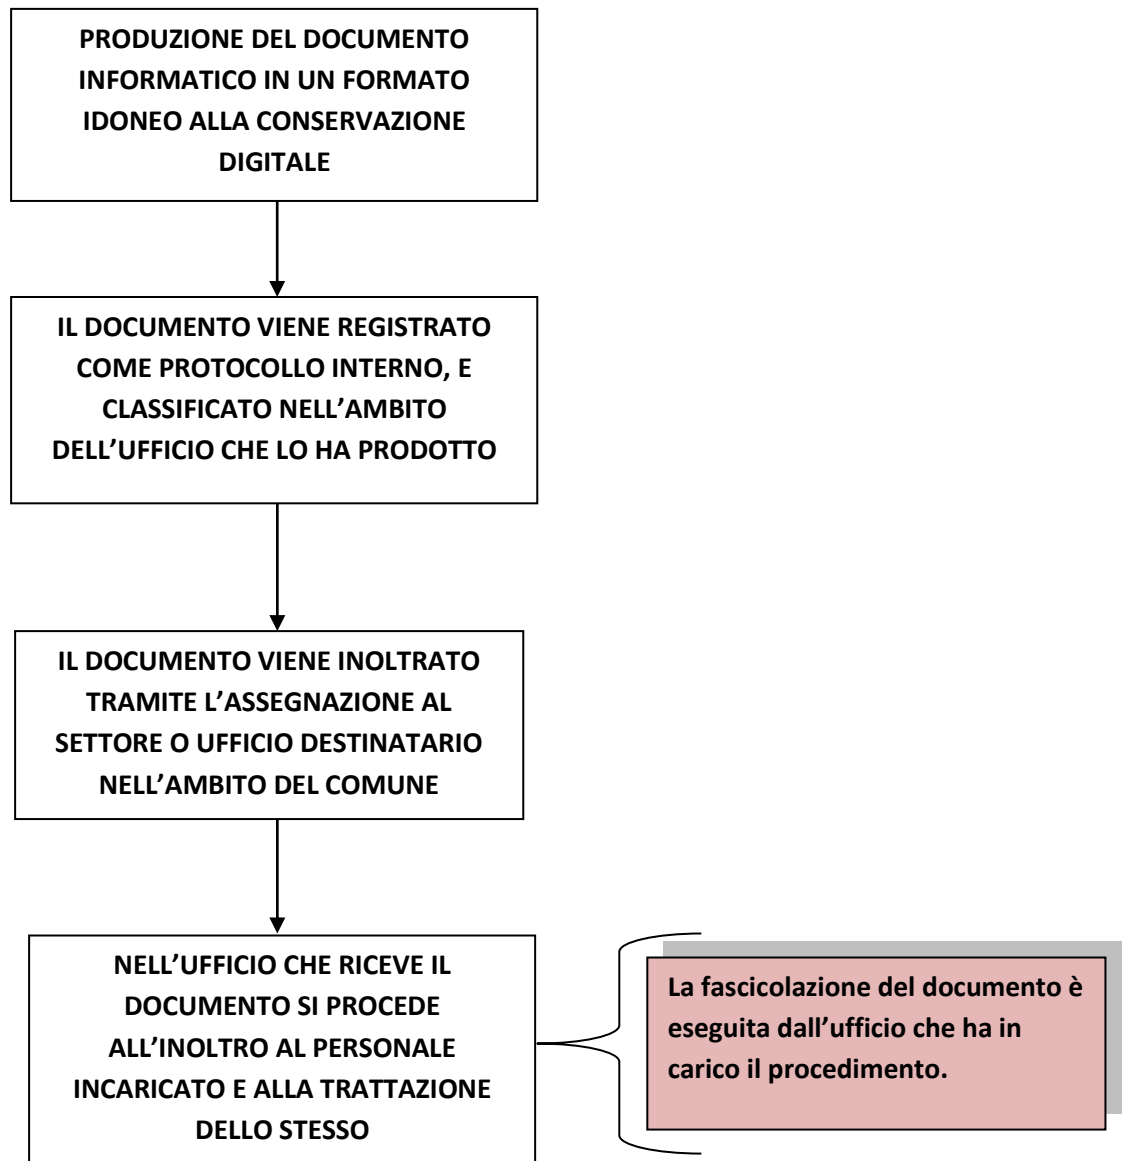 PRODUZIONE DEL DOCUMENTO
INFORMATICO IN UN FORMATO
IDONEO ALLA CONSERVAZIONE
DIGITALE
IL DOCUMENTO VIENE REGISTRATO
COME PROTOCOLLO INTERNO, E
CLASSIFICATO NELL’AMBITO
DELL’UFFICIO CHE LO HA PRODOTTO
IL DOCUMENTO VIENE INOLTRATO
TRAMITE L’ASSEGNAZIONE AL
SETTORE O UFFICIO DESTINATARIO
NELL’AMBITO DEL COMUNE
NELL’UFFICIO CHE RICEVE IL
DOCUMENTO SI PROCEDE
ALL’INOLTRO AL PERSONALE
INCARICATO E ALLA TRATTAZIONE
DELLO STESSO
La fascicolazione del documento è
eseguita dall’ufficio che ha in
carico il procedimento.